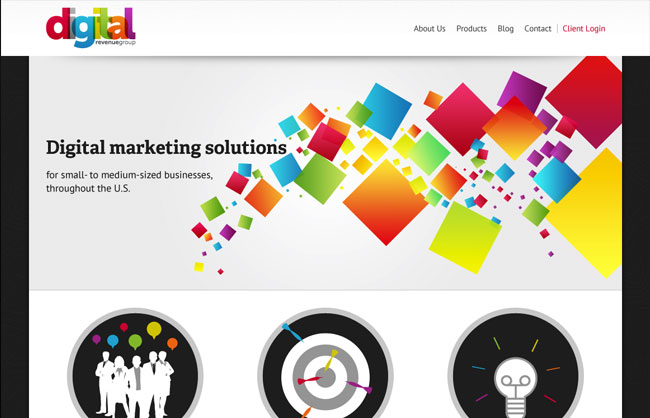 digital
revenuegroup
About Us Products Blog Contact Client Login
Digital marketing solutions
for small- to medium-sized businesses,
throughout the U.S.